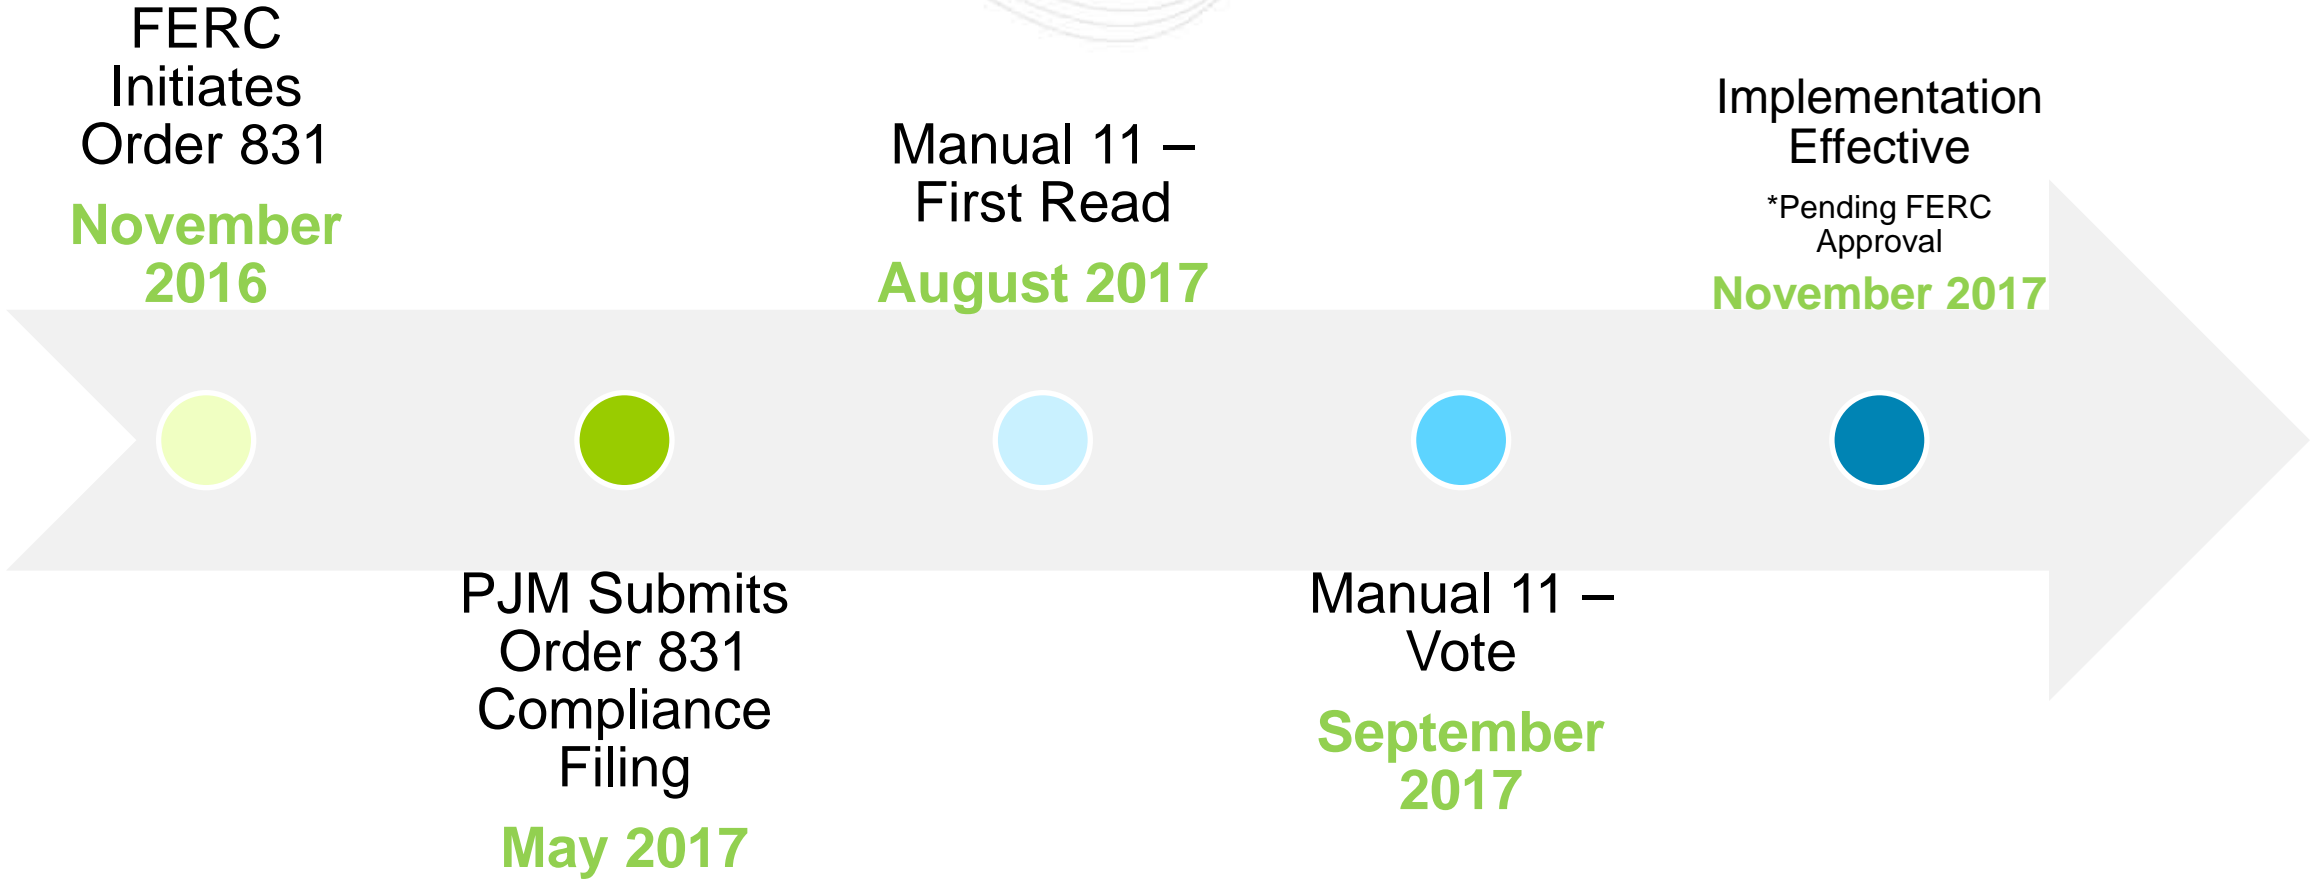 FERC
Initiates
Order 831
November
2016
PJM Submits
Order 831
Compliance
Filing
May 2017
Manual 11 –
First Read
August 2017
Manual 11 –
Vote
September
2017
Implementation
Effective
*Pending FERC
Approval
November 2017